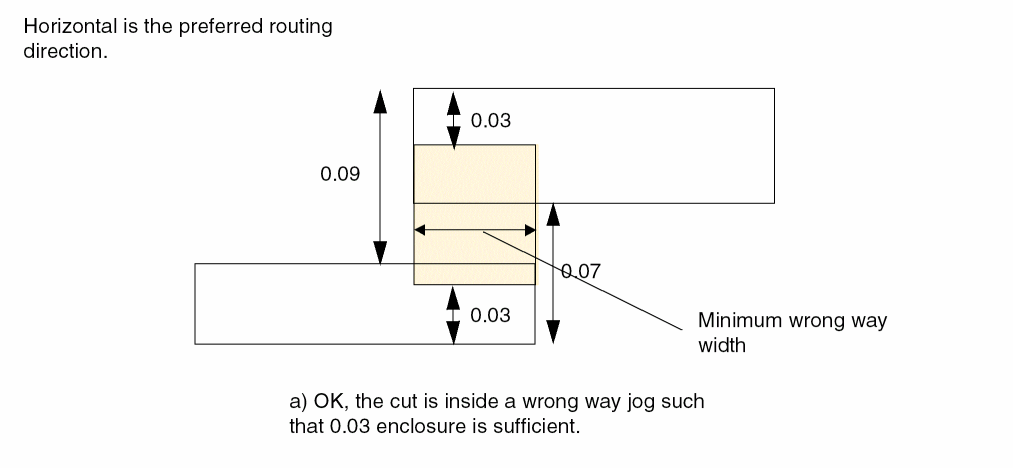 Horizontal is the preferred routing
direction.
0.03
0.09
0.07
0.03
Minimum wrong way
width
a) OK, the cut is inside a wrong way jog such
that 0.03 enclosure is sufficient.